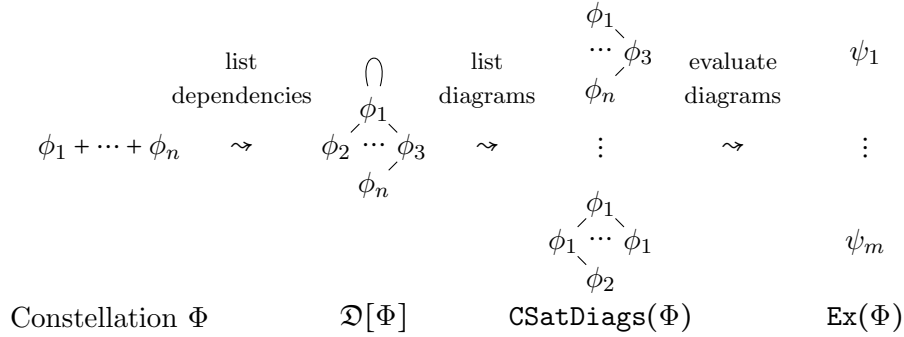 list dependencies
list diagrams
evaluate diagrams
ϕ₁ + ⋯ + ϕₙ
⇝
ϕ₁
ϕ₂ ⋯ ϕ₃
ϕₙ
⇝
ϕ₁
⋯ ϕ₃
ϕₙ
⋮
ϕ₁
ϕ₁ ⋯ ϕ₁
ϕ₂
⇝
ψ₁
⋮
ψₘ
Constellation Φ
𝔇[Φ]
CSatDiags(Φ)
Ex(Φ)